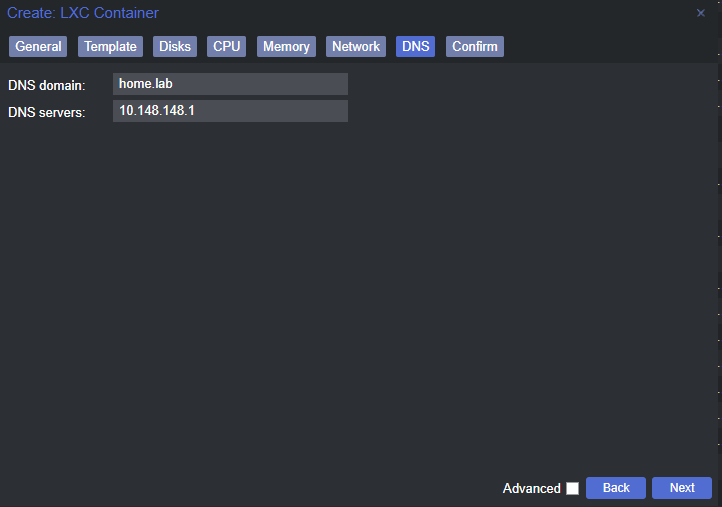 Create: LXC Container ×
General Template Disks CPU Memory Network DNS Confirm
DNS domain: home.lab
DNS servers: 10.148.148.1
Advanced Back Next